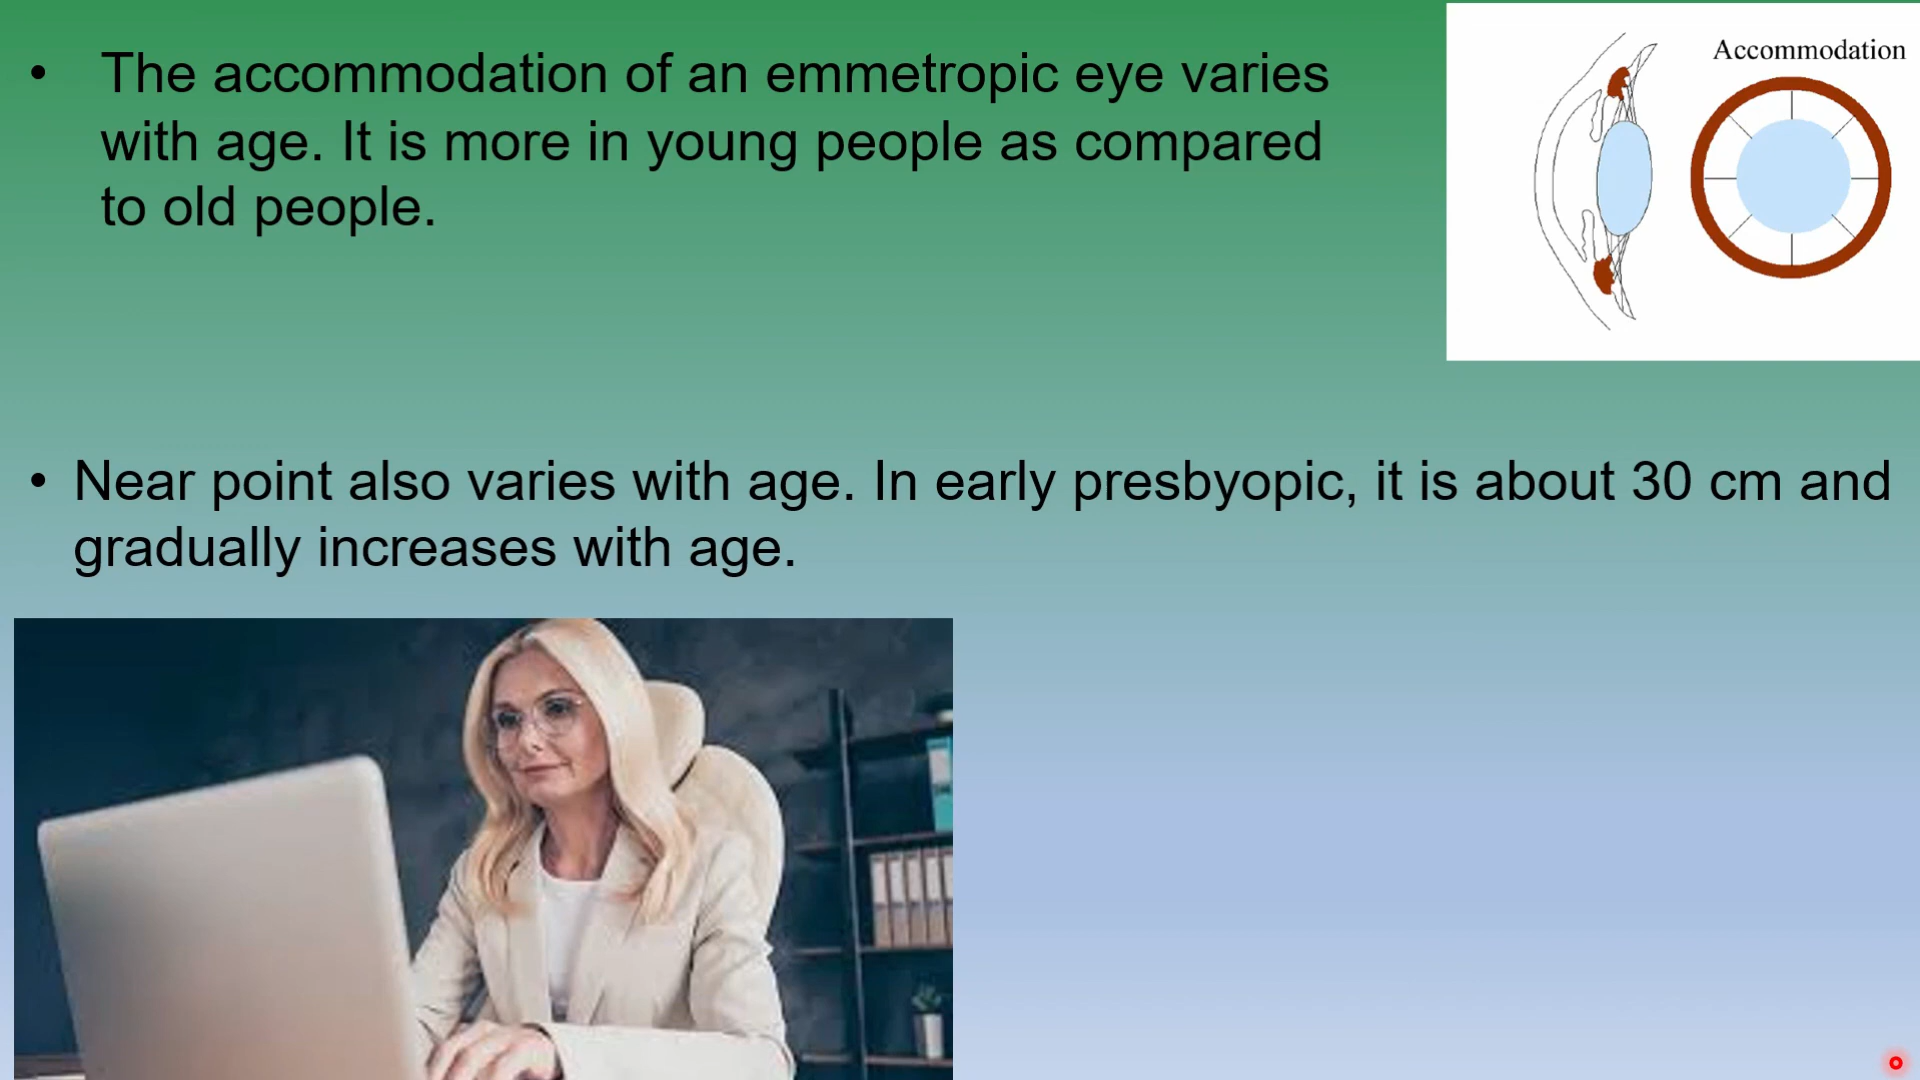 • The accommodation of an emmetropic eye varies
with age. It is more in young people as compared
to old people.
Accommodation
• Near point also varies with age. In early presbyopic, it is about 30 cm and
gradually increases with age.